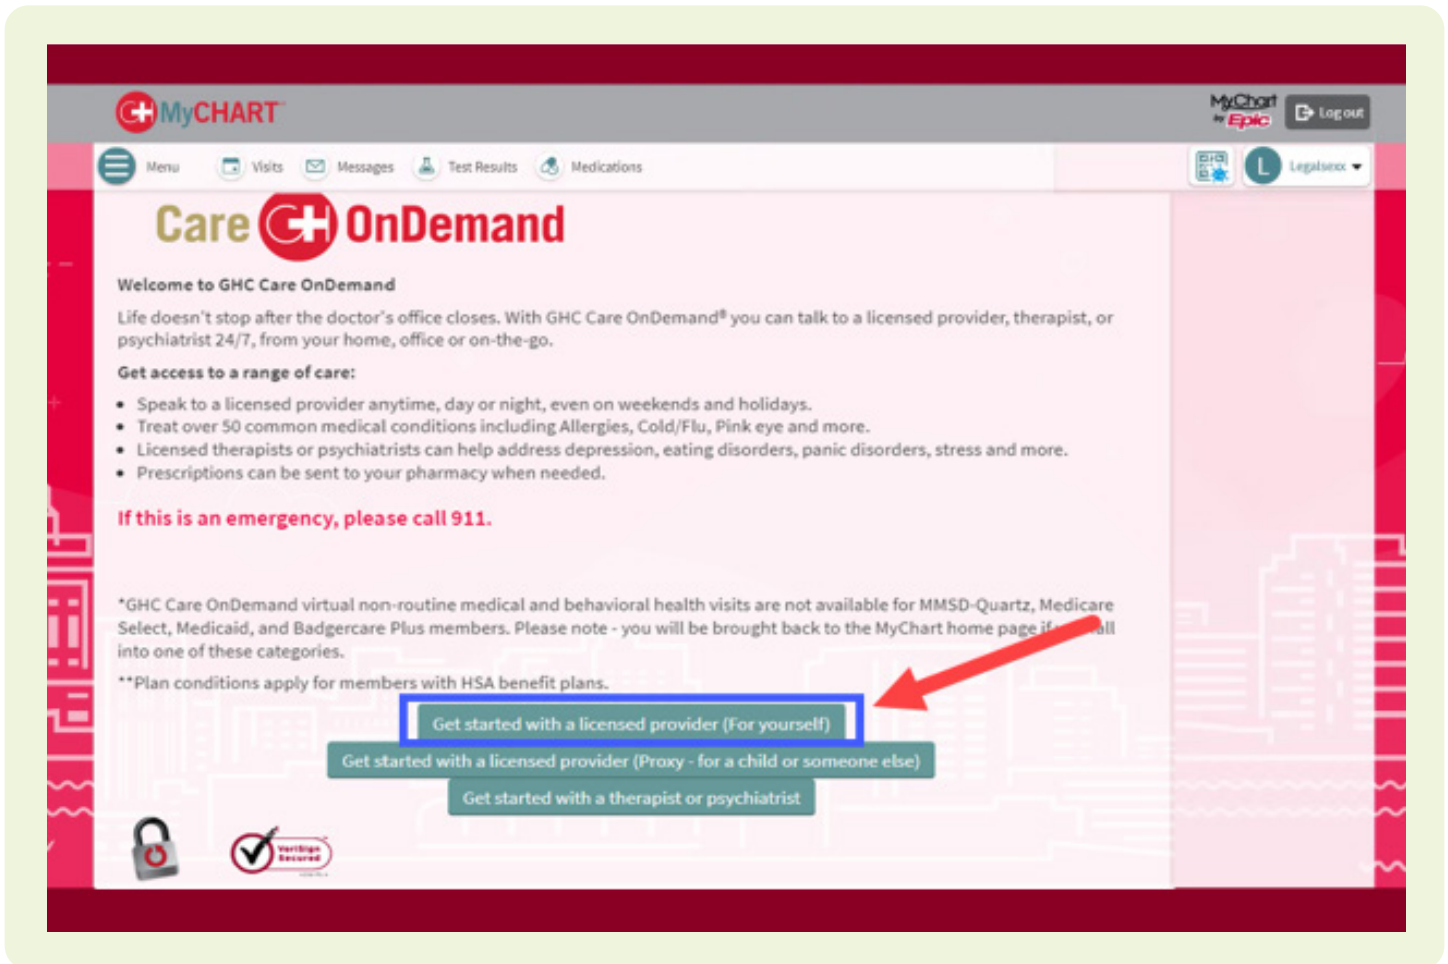 MyCHART
MyChart
by Epic
Log out
Menu
Visits
Messages
Test Results
Medications
L
Legalsexx
Care OnDemand
Welcome to GHC Care OnDemand
Life doesn't stop after the doctor's office closes. With GHC Care OnDemand® you can talk to a licensed provider, therapist, or
psychiatrist 24/7, from your home, office or on-the-go.
Get access to a range of care:
• Speak to a licensed provider anytime, day or night, even on weekends and holidays.
• Treat over 50 common medical conditions including Allergies, Cold/Flu, Pink eye and more.
• Licensed therapists or psychiatrists can help address depression, eating disorders, panic disorders, stress and more.
• Prescriptions can be sent to your pharmacy when needed.
If this is an emergency, please call 911.
*GHC Care OnDemand virtual non-routine medical and behavioral health visits are not available for MMSD-Quartz, Medicare
Select, Medicaid, and Badgercare Plus members. Please note - you will be brought back to the MyChart home page if
into one of these categories.
**Plan conditions apply for members with HSA benefit plans.
Get started with a licensed provider (For yourself)
Get started with a licensed provider (Proxy - for a child or someone else)
Get started with a therapist or psychiatrist
VeriSign
Secured